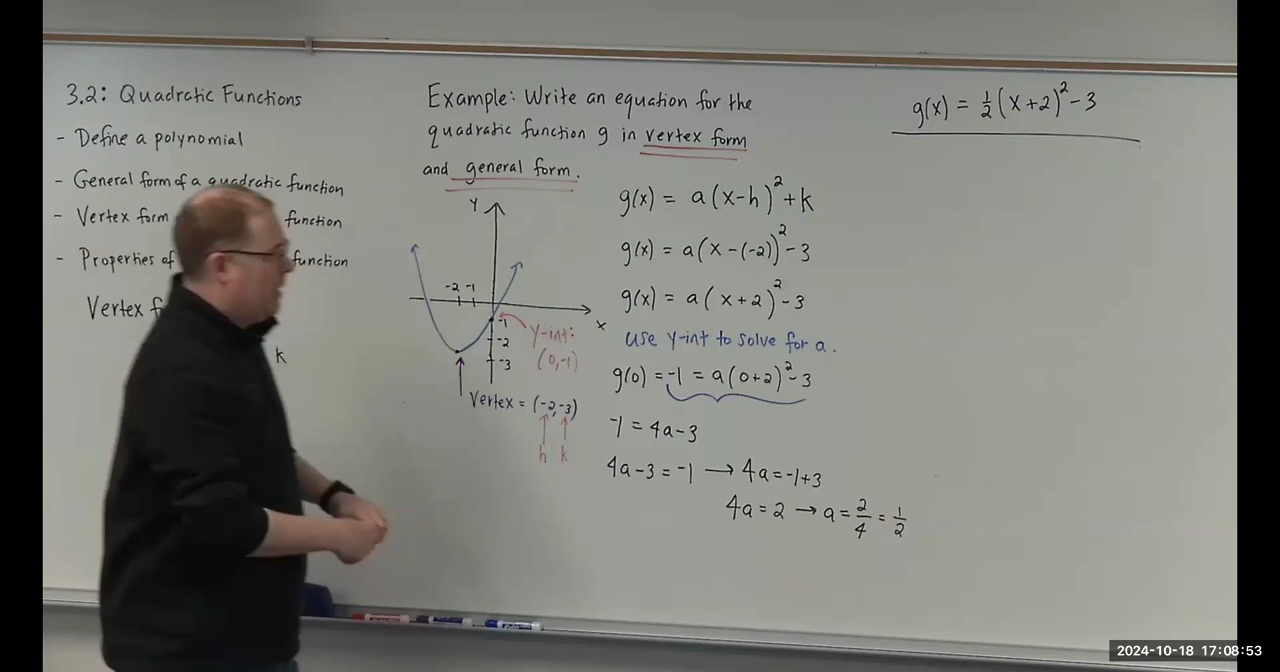 3.2: Quadratic Functions
- Define a polynomial
- General form of a quadratic function
- Vertex form function
- Properties of function
Vertex
k
Example: Write an equation for the
quadratic function g in vertex form
and general form.
Y
-2 -1
x
-1
-2
-3
Y-int:
(0,-1)
Vertex = (-2,-3)
h k
g(x) = a(x-h)²+k
g(x) = a(x-(-2))²-3
g(x) = a(x+2)²-3
Use Y-int to solve for a.
g(0) = -1 = a(0+2)²-3
-1 = 4a-3
4a-3 = -1 → 4a=-1+3
4a=2 → a=2/4=1/2
g(x) = 1/2(x+2)²-3
2024-10-18 17:08:53